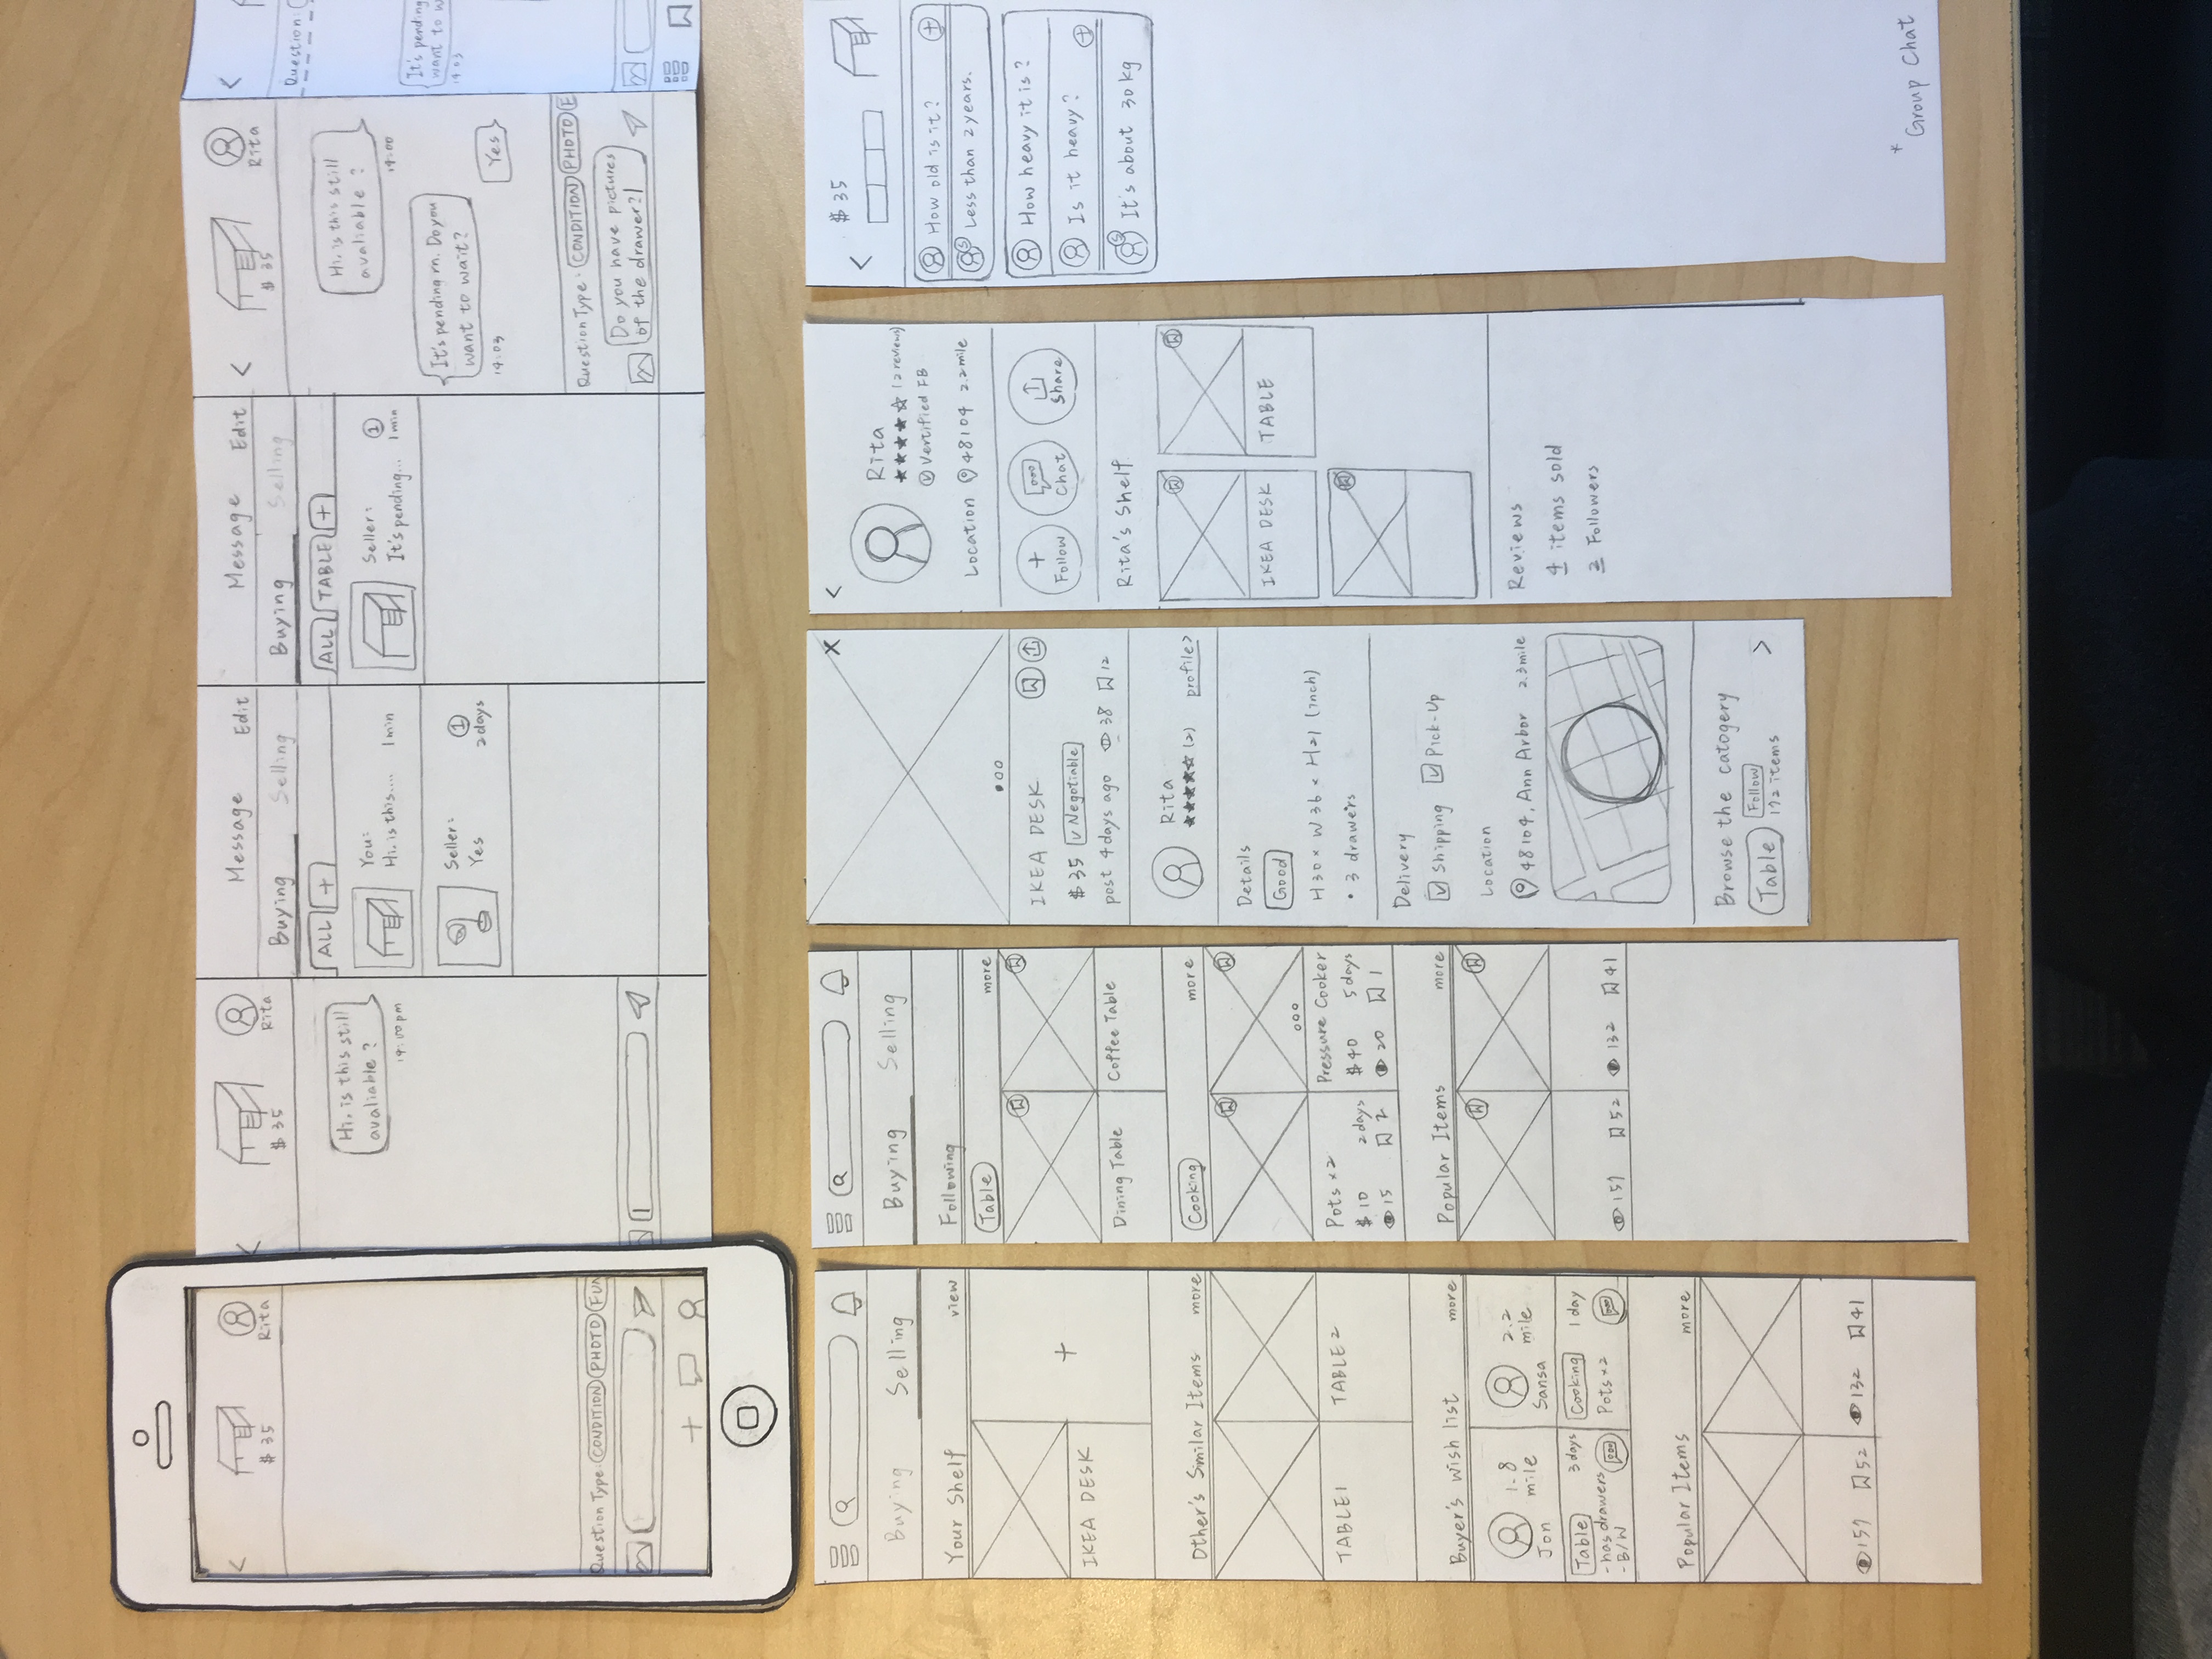 $35
Rita
Question Type: CONDITION PHOTO FUN
$35
Rita
Hi, is this still
avaliable ?
14:00pm
Message Edit
Buying Selling
ALL +
You:
Hi, is this.... 1min
Seller: 1
Yes 2days
Message Edit
Buying Selling
ALL TABLE +
Seller: 1
It's pending... 1min
$35
Rita
Hi, is this still
avaliable ?
14:00
It's pending rn. Do you
want to wait?
14:03
Yes
Question Type: CONDITION PHOTO
Do you have pictures
of the drawer?
Question:
It's pending
want to w
14:03
Buying Selling
Your Shelf view
IKEA DESK
+
Other's Similar Items more
TABLE1 TABLE2
Buyer's wish list more
Jon 1.8 mile
Sansa 2.2 mile
Table 3days
-has drawers
-B/W
Cooking 1day
Pots×2
Popular Items more
157 52 132 41
Buying Selling
Following
Table more
Dining Table Coffee Table
Cooking more
Pots×2
$10 2days
15 2
Pressure Cooker
$40 5days
20 1
Popular Items more
157 52 132 41
X
IKEA DESK
$35 v Negotiable
post 4days ago 38 12
Rita
★★★★☆ (2) profile>
Details
Good
H30 × W36 × H21 (inch)
• 3 drawers
Delivery
Shipping Pick-Up
Location
48104, Ann Arbor 2.3mile
Browse the catogery
Table Follow
172 items >
Rita
★★★★☆ (2 reviews)
Vertified FB
Location 48104 2.2mile
+ Follow
Chat
Share
Rita's Shelf
IKEA DESK TABLE
Reviews
4 items sold
2 Followers
$35
How old is it? +
S Less than 2years.
How heavy it is?
Is it heavy? +
S It's about 30kg
* Group Chat